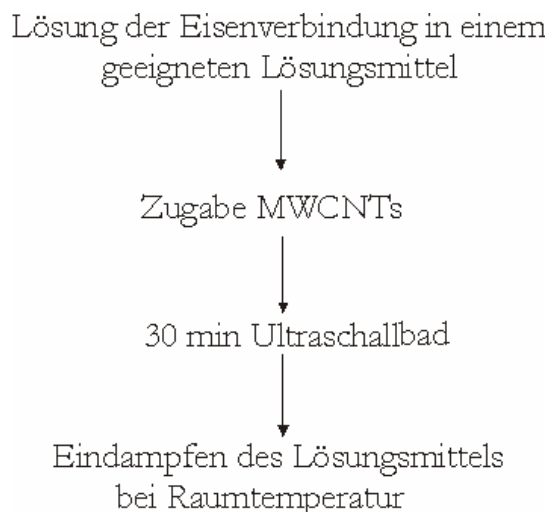 Lösung der Eisenverbindung in einem
geeigneten Lösungsmittel
Zugabe MWCNTs
30 min Ultraschallbad
Eindampfen des Lösungsmittels
bei Raumtemperatur